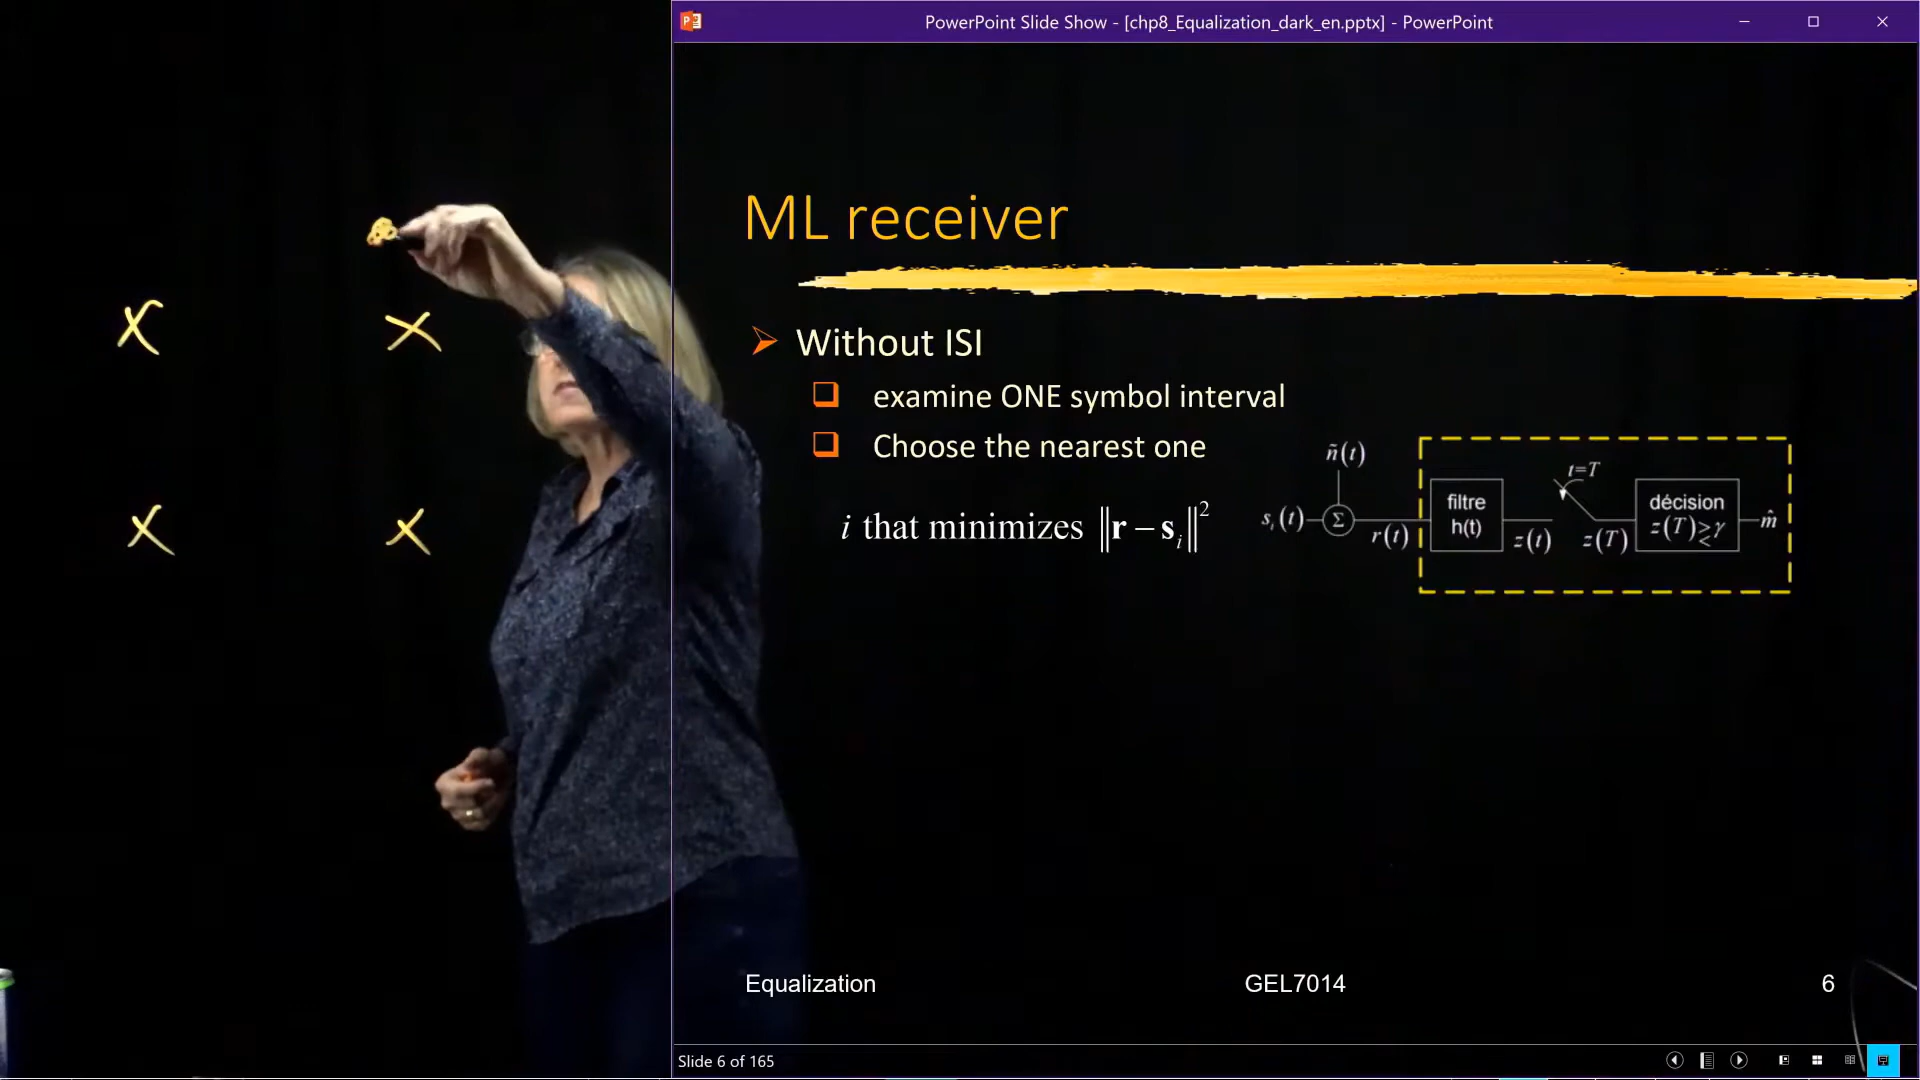 PowerPoint Slide Show - [chp8_Equalization_dark_en.pptx] - PowerPoint
ML receiver
Without ISI
examine ONE symbol interval
Choose the nearest one
i that minimizes ‖r – sᵢ‖²
ñ(t)
sᵢ(t)
Σ
r(t)
filtre
h(t)
z(t)
t=T
z(T)
décision
z(T)≷γ
m̂
X X
X X
Equalization GEL7014 6
Slide 6 of 165